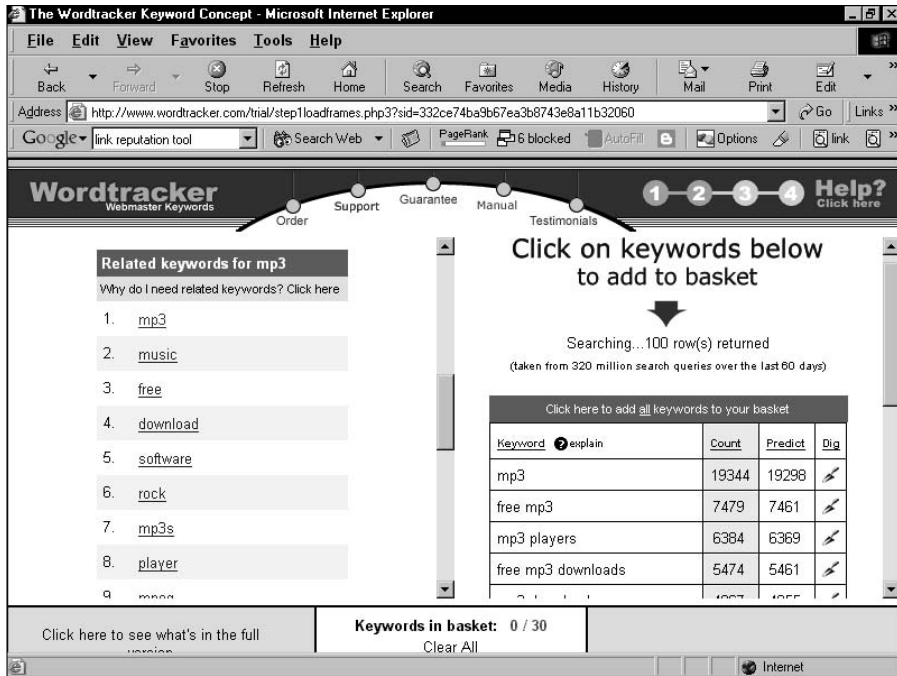 The Wordtracker Keyword Concept - Microsoft Internet Explorer
File Edit View Favorites Tools Help
Back Forward Stop Refresh Home Search Favorites Media History Mail Print Edit
Address http://www.wordtracker.com/trial/step1loadframes.php3?sid=332ce74ba9b67ea3b8743e8a11b32060 Go Links »
Google link reputation tool Search Web PageRank 6 blocked AutoFill Options link »
Wordtracker
Webmaster Keywords
Order Support Guarantee Manual Testimonials
1 2 3 4
Help?
Click here
Related keywords for mp3
Why do I need related keywords? Click here
1. mp3
2. music
3. free
4. download
5. software
6. rock
7. mp3s
8. player
9.
Click on keywords below
to add to basket
Searching...100 row(s) returned
(taken from 320 million search queries over the last 60 days)
Click here to add all keywords to your basket
Keyword ? explain Count Predict Dig
mp3 19344 19298
free mp3 7479 7461
mp3 players 6384 6369
free mp3 downloads 5474 5461
Click here to see what's in the full
Keywords in basket: 0 / 30
Clear All
Internet